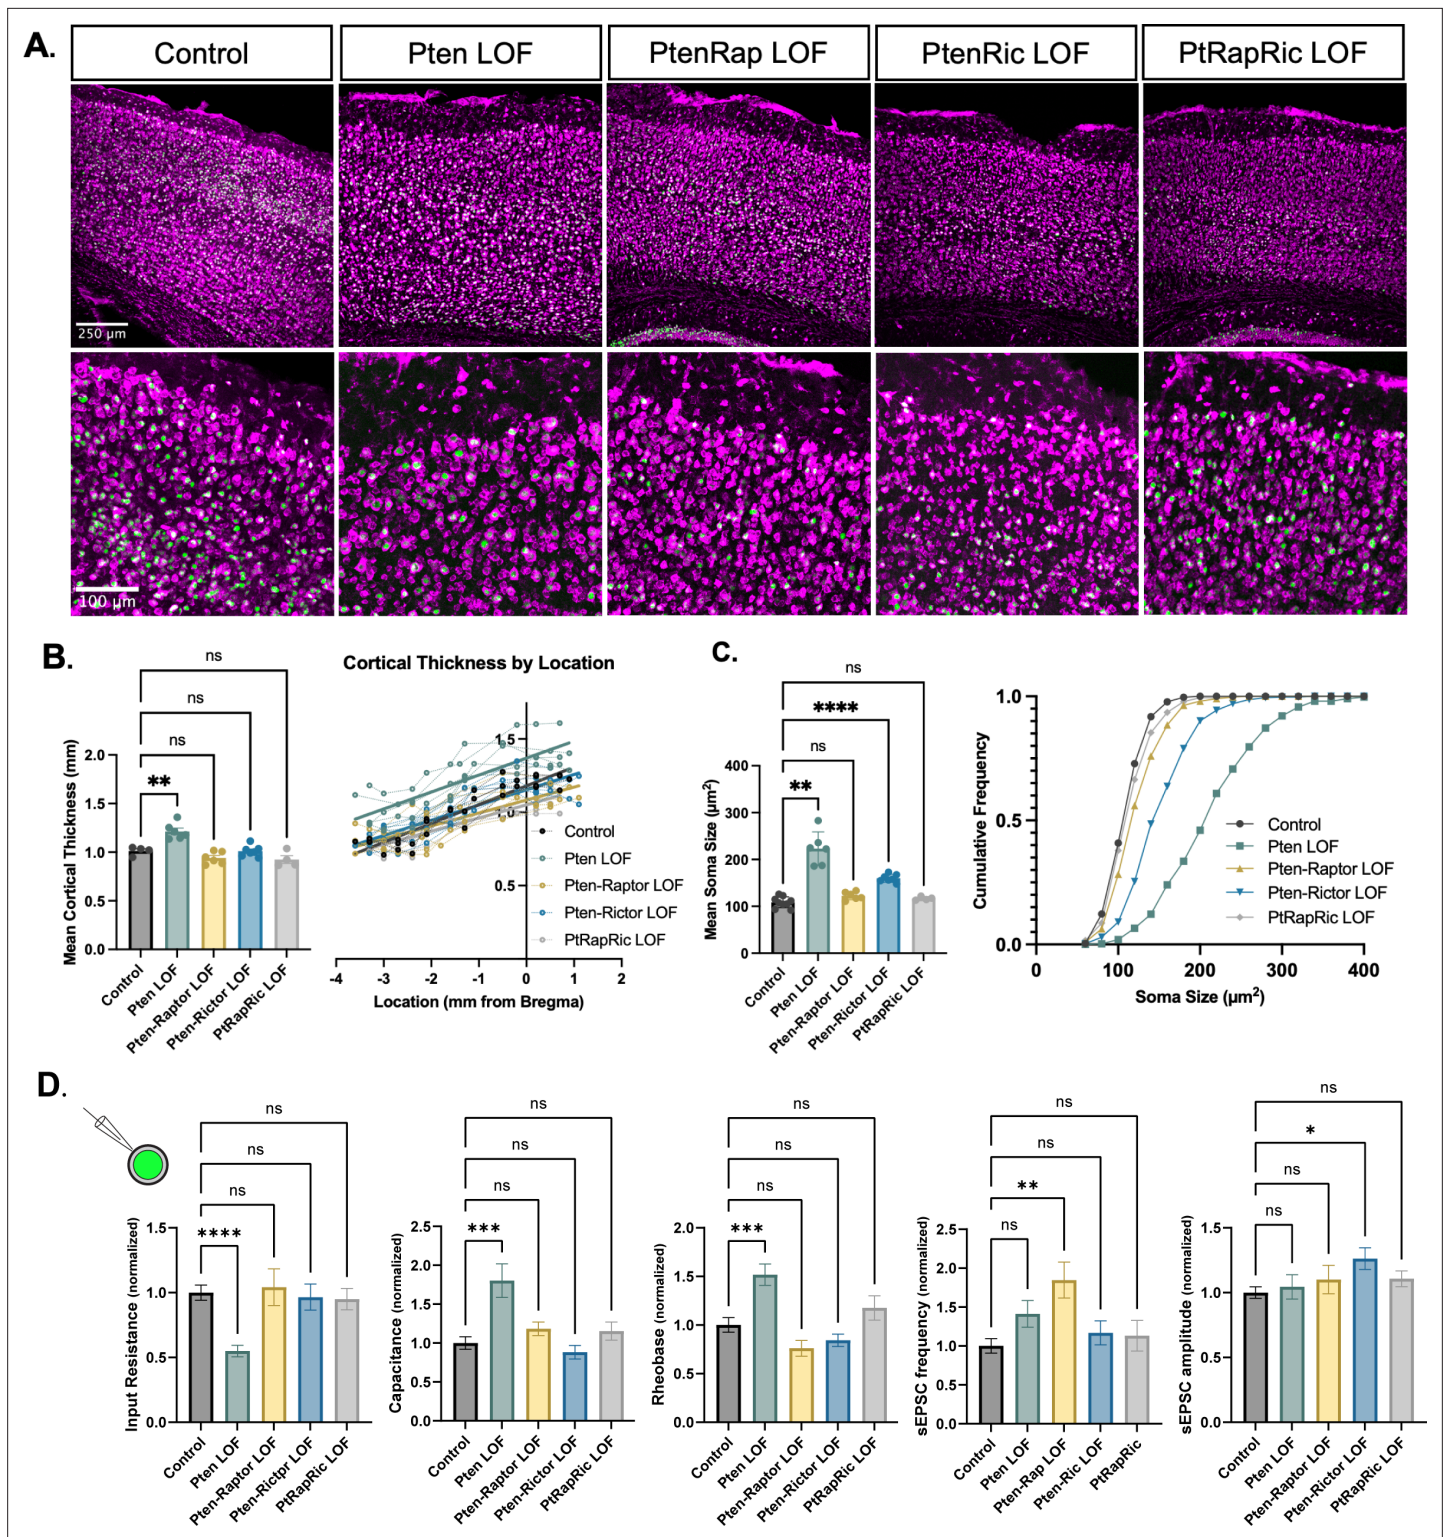 A.
Control
Pten LOF
PtenRap LOF
PtenRic LOF
PtRapRic LOF
250 µm
100 µm
B.
ns
ns
ns
**
Mean Cortical Thickness (mm)
2.0
1.5
1.0
0.5
0.0
Control
Pten LOF
Pten-Raptor LOF
Pten-Rictor LOF
PtRapRic LOF
Cortical Thickness by Location
1.5
1.0
0.5
Control
Pten LOF
Pten-Raptor LOF
Pten-Rictor LOF
PtRapRic LOF
-4 -3 -2 -1 0 1 2
Location (mm from Bregma)
C.
ns
****
ns
**
Mean Soma Size (µm²)
400
300
200
100
0
Control
Pten LOF
Pten-Raptor LOF
Pten-Rictor LOF
PtRapRic LOF
Cumulative Frequency
1.0
0.5
0.0
Control
Pten LOF
Pten-Raptor LOF
Pten-Rictor LOF
PtRapRic LOF
0 100 200 300 400
Soma Size (µm²)
D.
ns
ns
ns
****
Input Resistance (normalized)
1.5
1.0
0.5
0.0
Control
Pten LOF
Pten-Raptor LOF
Pten-Rictpr LOF
PtRapRic LOF
ns
ns
ns
***
Capacitance (normalized)
2.5
2.0
1.5
1.0
0.5
0.0
Control
Pten LOF
Pten-Raptor LOF
Pten-Rictor LOF
PtRapRic LOF
ns
ns
ns
***
Rheobase (normalized)
2.0
1.5
1.0
0.5
0.0
Control
Pten LOF
Pten-Raptor LOF
Pten-Rictor LOF
PtRapRic LOF
ns
ns
**
ns
sEPSC frequency (normalized)
2.5
2.0
1.5
1.0
0.5
0.0
Control
Pten LOF
Pten-Rap LOF
Pten-Ric LOF
PtRapRic
ns
*
ns
ns
sEPSC amplitude (normalized)
1.5
1.0
0.5
0.0
Control
Pten LOF
Pten-Raptor LOF
Pten-Rictor LOF
PtRapRic LOF